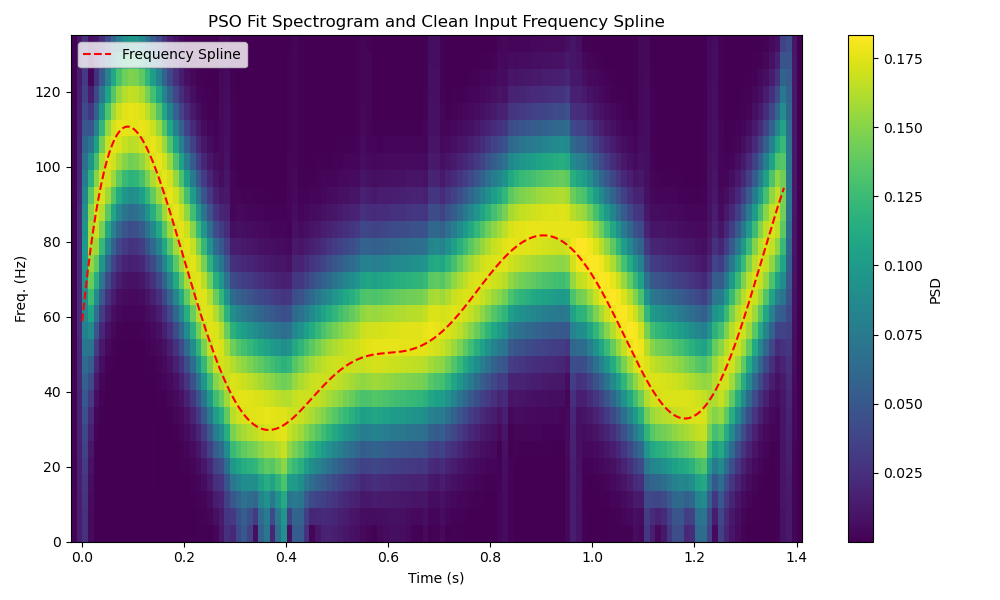 PSO Fit Spectrogram and Clean Input Frequency Spline
Frequency Spline
120
100
80
60
40
20
0
Freq. (Hz)
0.0 0.2 0.4 0.6 0.8 1.0 1.2 1.4
Time (s)
0.175
0.150
0.125
0.100
0.075
0.050
0.025
PSD